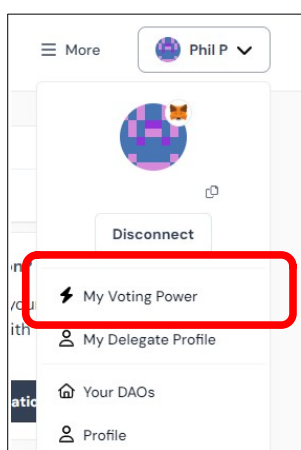 More
Phil P
Disconnect
My Voting Power
My Delegate Profile
Your DAOs
Profile